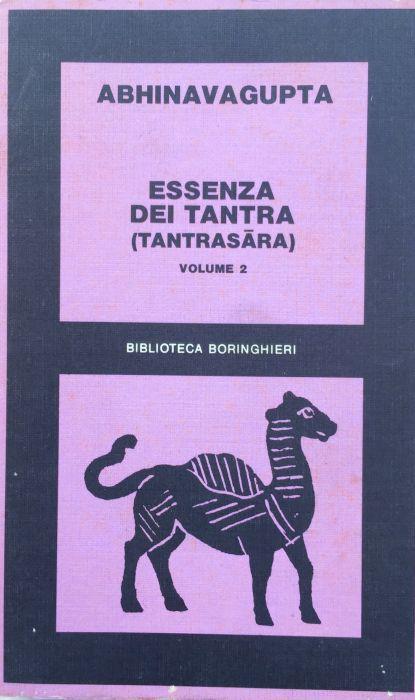 ABHINAVAGUPTA
ESSENZA
DEI TANTRA
(TANTRASĀRA)
VOLUME 2
BIBLIOTECA BORINGHIERI